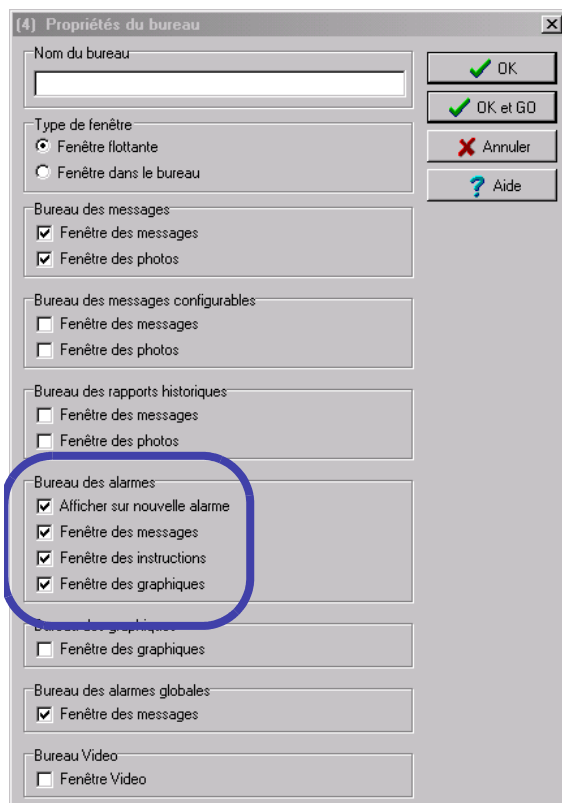 (4) Propriétés du bureau
Nom du bureau
OK
OK et GO
Type de fenêtre
Fenêtre flottante
Fenêtre dans le bureau
Annuler
Aide
Bureau des messages
Fenêtre des messages
Fenêtre des photos
Bureau des messages configurables
Fenêtre des messages
Fenêtre des photos
Bureau des rapports historiques
Fenêtre des messages
Fenêtre des photos
Bureau des alarmes
Afficher sur nouvelle alarme
Fenêtre des messages
Fenêtre des instructions
Fenêtre des graphiques
Bureau des graphiques
Fenêtre des graphiques
Bureau des alarmes globales
Fenêtre des messages
Bureau Video
Fenêtre Video